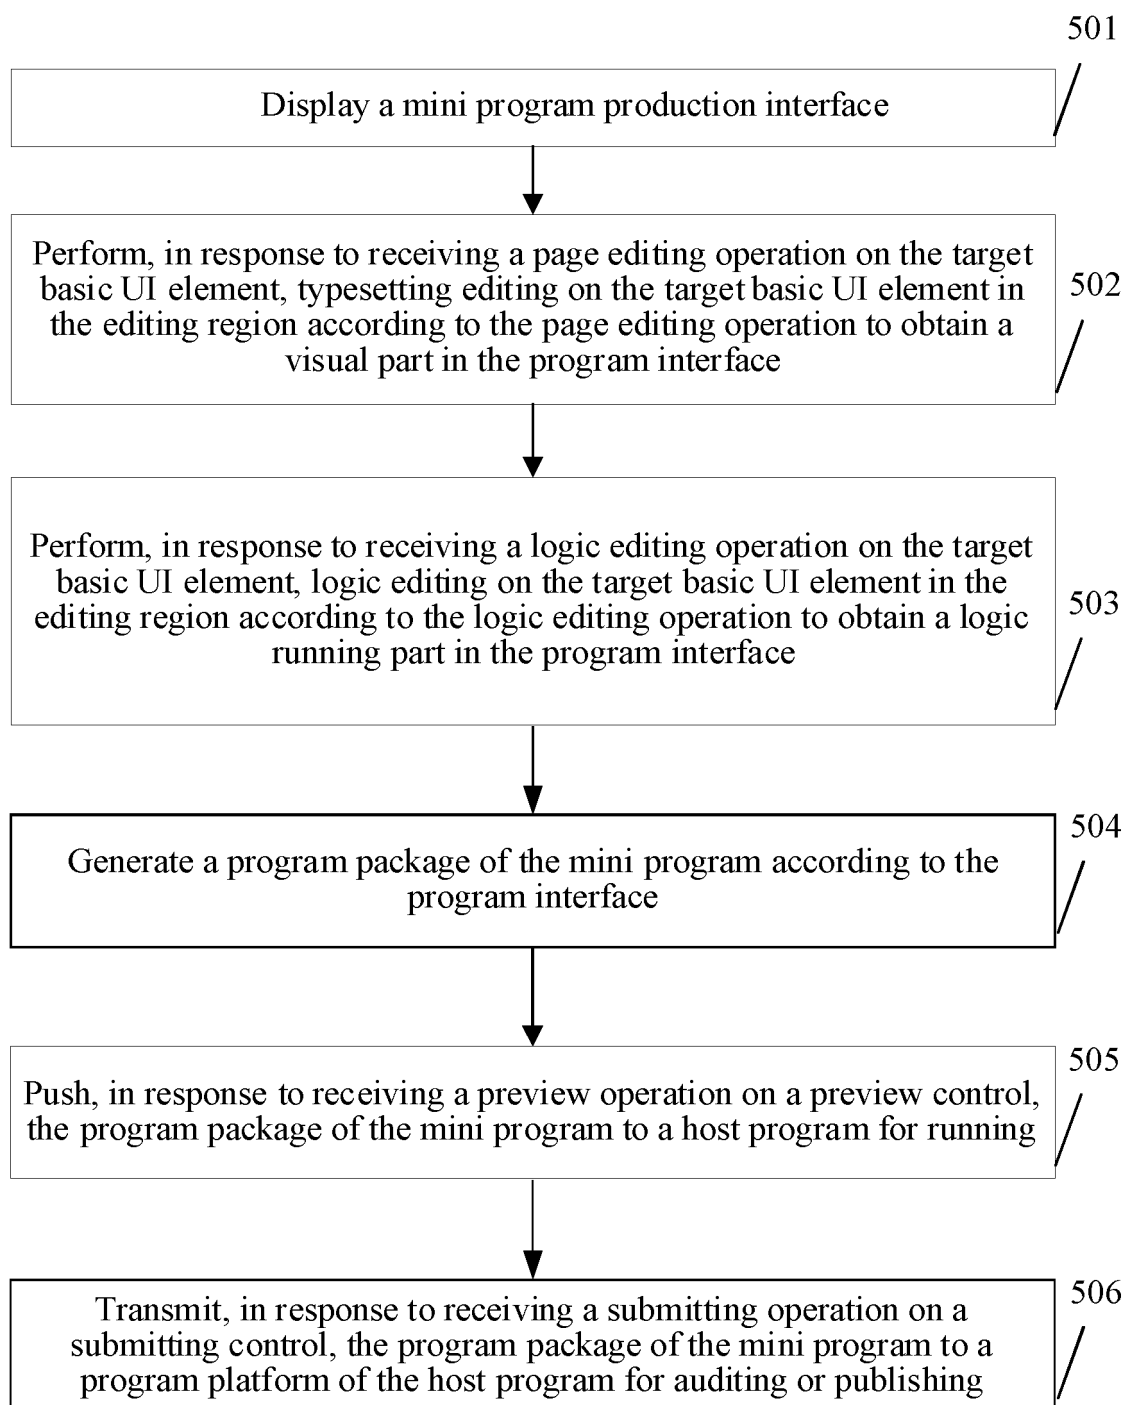 501
Display a mini program production interface
Perform, in response to receiving a page editing operation on the target
basic UI element, typesetting editing on the target basic UI element in
the editing region according to the page editing operation to obtain a
visual part in the program interface
502
Perform, in response to receiving a logic editing operation on the target
basic UI element, logic editing on the target basic UI element in the
editing region according to the logic editing operation to obtain a logic
running part in the program interface
503
504
Generate a program package of the mini program according to the
program interface
505
Push, in response to receiving a preview operation on a preview control,
the program package of the mini program to a host program for running
506
Transmit, in response to receiving a submitting operation on a
submitting control, the program package of the mini program to a
program platform of the host program for auditing or publishing